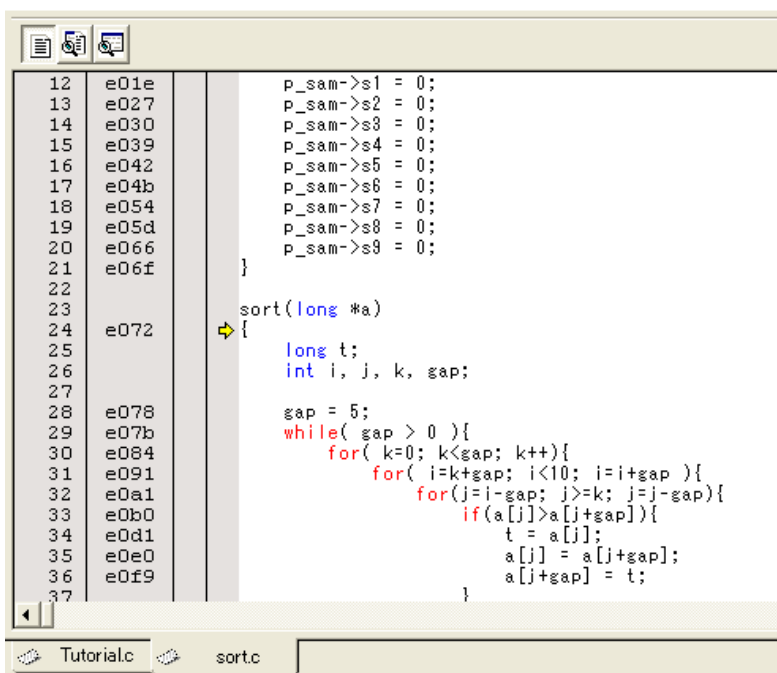 12 e01e p_sam->s1 = 0;
13 e027 p_sam->s2 = 0;
14 e030 p_sam->s3 = 0;
15 e039 p_sam->s4 = 0;
16 e042 p_sam->s5 = 0;
17 e04b p_sam->s6 = 0;
18 e054 p_sam->s7 = 0;
19 e05d p_sam->s8 = 0;
20 e066 p_sam->s9 = 0;
21 e06f }
22
23 sort(long *a)
24 e072 {
25 long t;
26 int i, j, k, gap;
27
28 e078 gap = 5;
29 e07b while( gap > 0 ){
30 e084 for( k=0; k<gap; k++){
31 e091 for( i=k+gap; i<10; i=i+gap ){
32 e0a1 for(j=i-gap; j>=k; j=j-gap){
33 e0b0 if(a[j]>a[j+gap]){
34 e0d1 t = a[j];
35 e0e0 a[j] = a[j+gap];
36 e0f9 a[j+gap] = t;
37 }
Tutorial.c sort.c